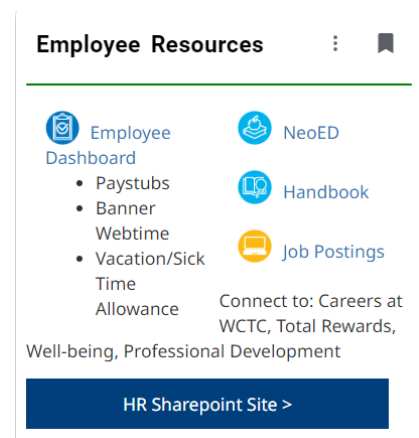 Employee Resources
Employee
Dashboard
• Paystubs
• Banner
Webtime
• Vacation/Sick
Time
Allowance
NeoED
Handbook
Job Postings
Connect to: Careers at
WCTC, Total Rewards,
Well-being, Professional Development
HR Sharepoint Site >